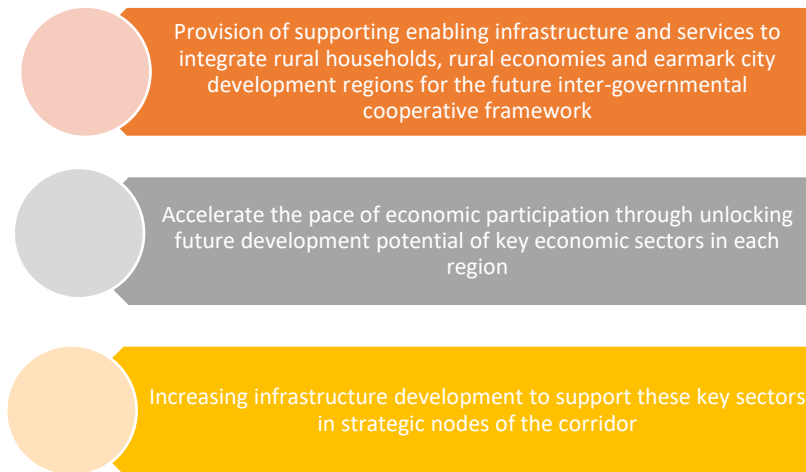 Provision of supporting enabling infrastructure and services to
integrate rural households, rural economies and earmark city
development regions for the future inter-governmental
cooperative framework
Accelerate the pace of economic participation through unlocking
future development potential of key economic sectors in each
region
Increasing infrastructure development to support these key sectors
in strategic nodes of the corridor